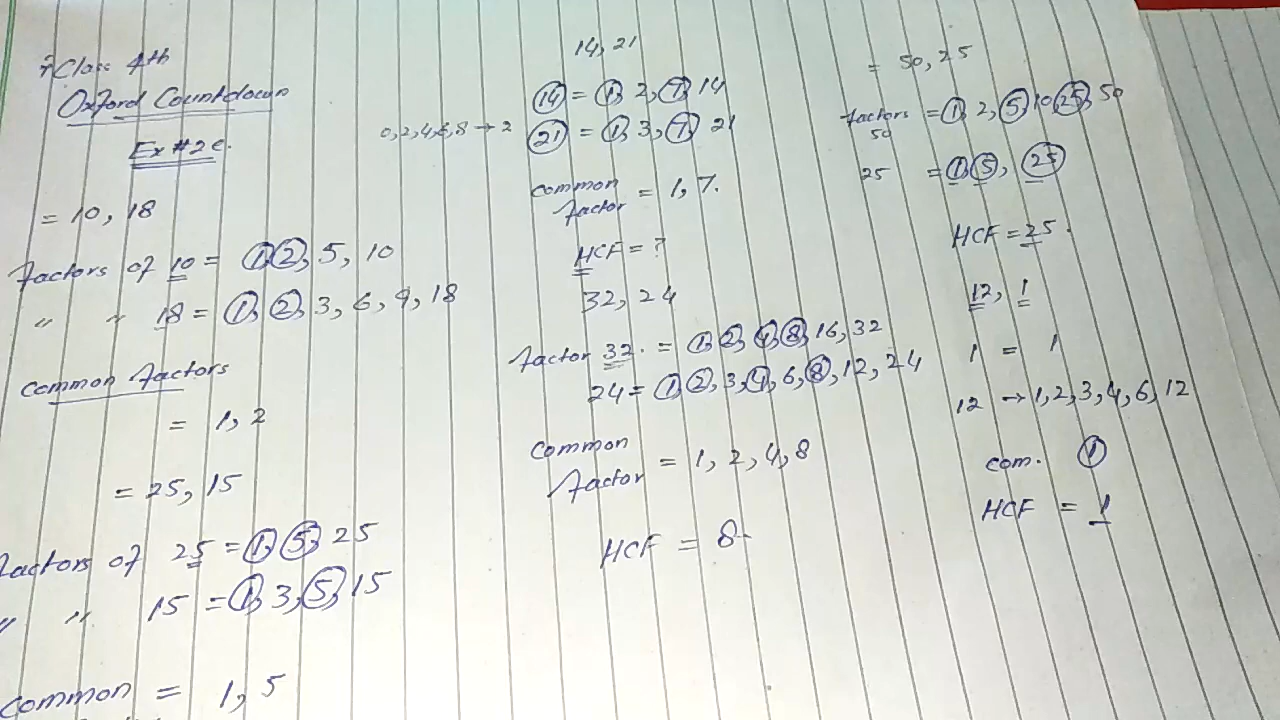 Class 4th
Oxford Countdown
Ex # 2c.
= 10, 18
factors of 10 = 1, 2, 5, 10
" " 18 = 1, 2, 3, 6, 9, 18
Common factors
= 1, 2
= 25, 15
factors of 25 = 1, 5, 25
" " 15 = 1, 3, 5, 15
common = 1, 5
14, 21
14 = 1, 2, 7, 14
0,2,4,6,8 → 2
21 = 1, 3, 7, 21
common
factor = 1, 7.
HCF = ?
32, 24
factor 32. = 1, 2, 4, 8, 16, 32
24 = 1, 2, 3, 4, 6, 8, 12, 24
common
factor = 1, 2, 4, 8
HCF = 8
= 50, 25
factors = 1, 2, 5, 10, 25, 50
50
25 = 1, 5, 25
HCF = 25.
12, 1
1 = 1
12 → 1, 2, 3, 4, 6, 12
com. 1
HCF = 1